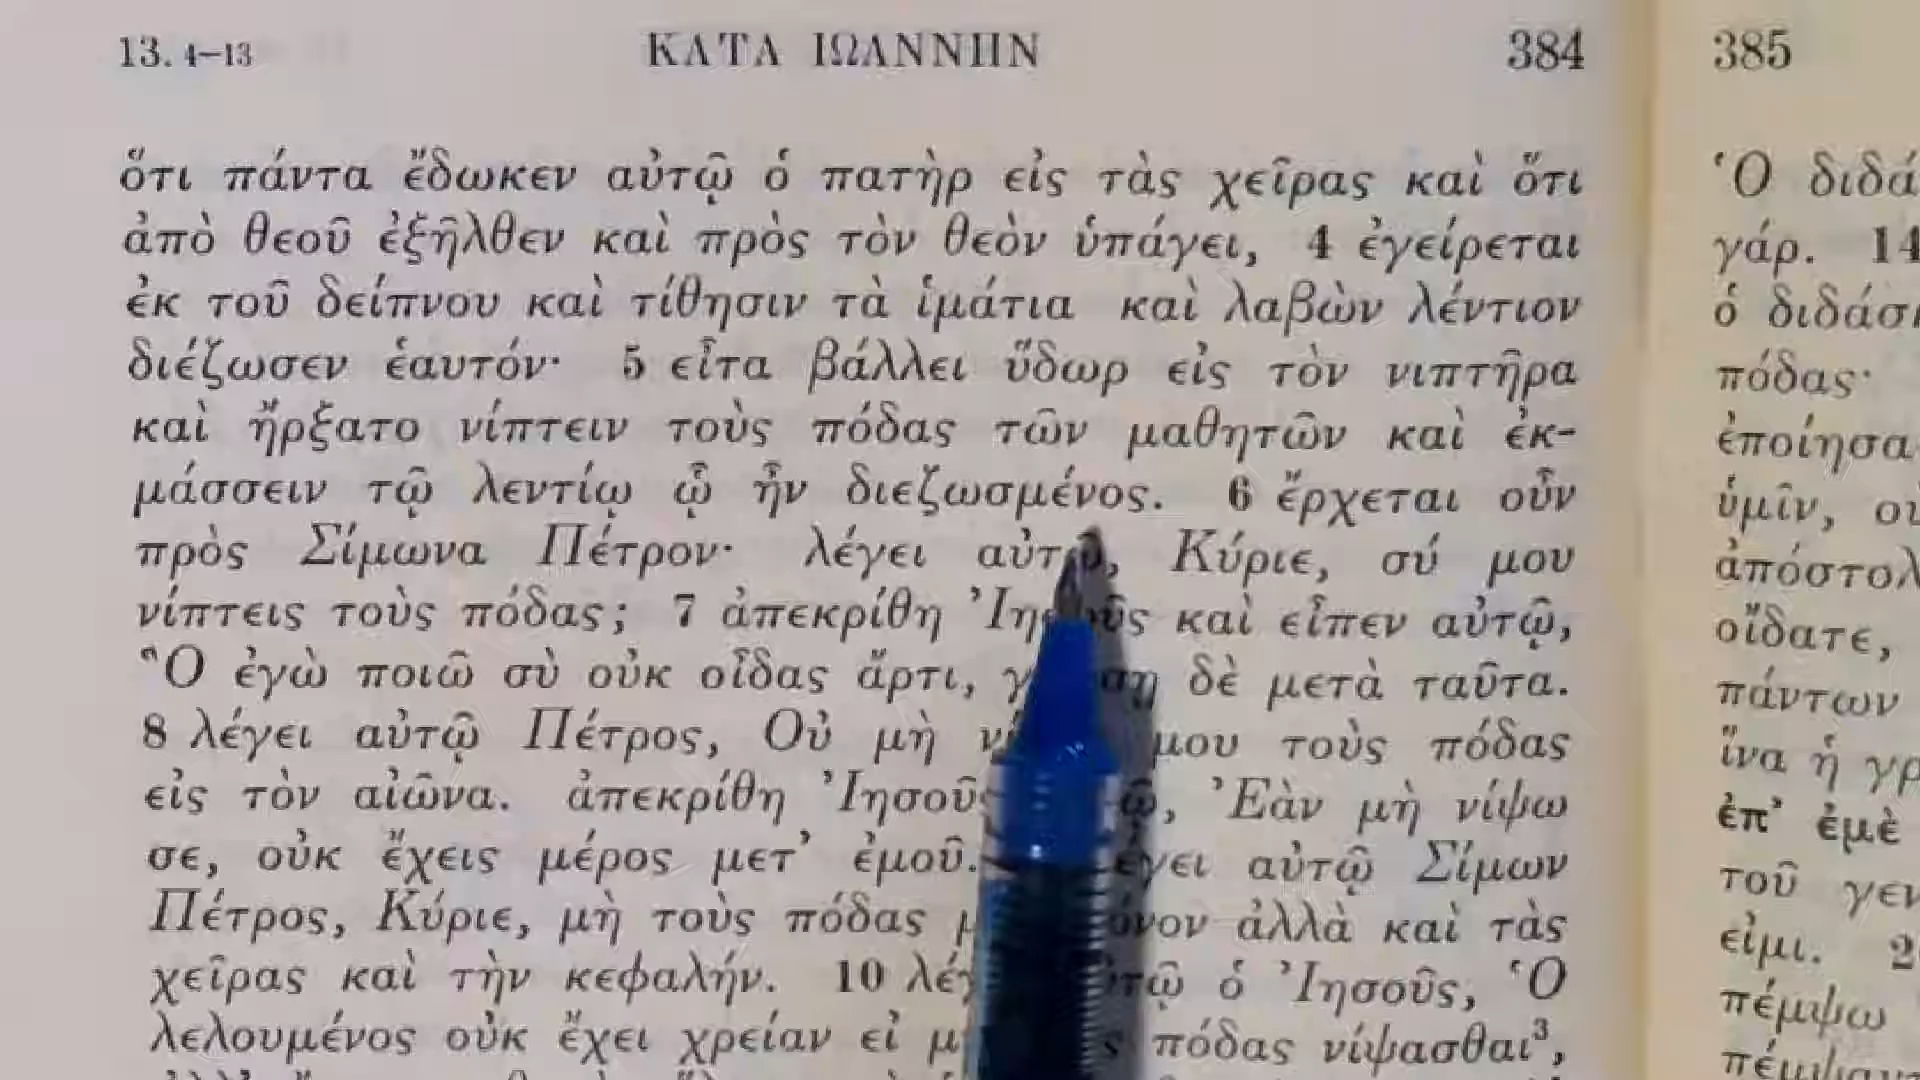 13. 4–13 ΚΑΤΑ ΙΩΑΝΝΗΝ 384
ὅτι πάντα ἔδωκεν αὐτῷ ὁ πατὴρ εἰς τὰς χεῖρας καὶ ὅτι
ἀπὸ θεοῦ ἐξῆλθεν καὶ πρὸς τὸν θεὸν ὑπάγει, 4 ἐγείρεται
ἐκ τοῦ δείπνου καὶ τίθησιν τὰ ἱμάτια καὶ λαβὼν λέντιον
διέζωσεν ἑαυτόν· 5 εἶτα βάλλει ὕδωρ εἰς τὸν νιπτῆρα
καὶ ἤρξατο νίπτειν τοὺς πόδας τῶν μαθητῶν καὶ ἐκ-
μάσσειν τῷ λεντίῳ ᾧ ἦν διεζωσμένος. 6 ἔρχεται οὖν
πρὸς Σίμωνα Πέτρον· λέγει αὐτῷ, Κύριε, σύ μου
νίπτεις τοὺς πόδας; 7 ἀπεκρίθη Ἰησοῦς καὶ εἶπεν αὐτῷ,
Ὃ ἐγὼ ποιῶ σὺ οὐκ οἶδας ἄρτι, δὲ μετὰ ταῦτα.
8 λέγει αὐτῷ Πέτρος, Οὐ μὴ μου τοὺς πόδας
εἰς τὸν αἰῶνα. ἀπεκρίθη Ἰησοῦς Ἐὰν μὴ νίψω
σε, οὐκ ἔχεις μέρος μετ’ ἐμοῦ. αὐτῷ Σίμων
Πέτρος, Κύριε, μὴ τοὺς πόδας ἀλλὰ καὶ τὰς
χεῖρας καὶ τὴν κεφαλήν. 10 ὁ Ἰησοῦς, Ὁ
λελουμένος οὐκ ἔχει χρείαν εἰ πόδας νίψασθαι³,
385
Ὁ
γάρ. 14
ὁ
πόδας·
ἐποίησα
ὑμῖν,
οἴδατε,
πάντων
ἵνα ἡ
ἐπ’ ἐμὲ
τοῦ
εἰμι.
πέμψω